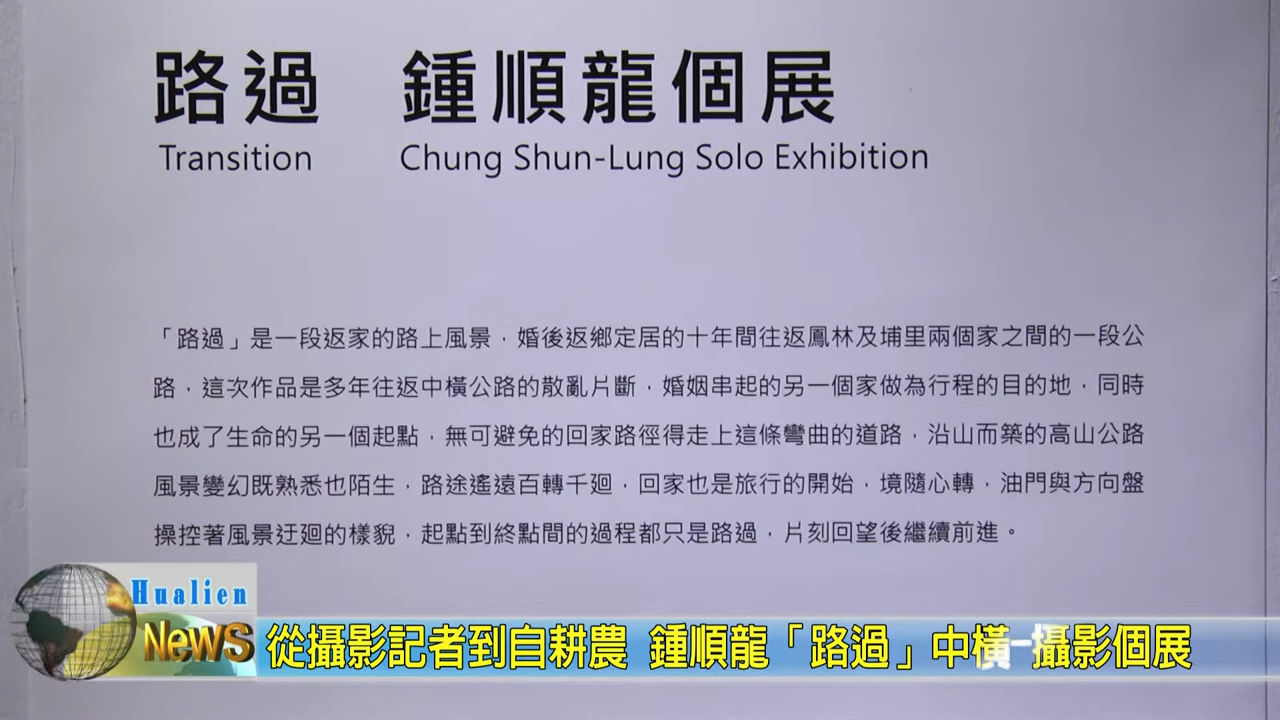 路過　鍾順龍個展
Transition　Chung Shun-Lung Solo Exhibition
「路過」是一段返家的路上風景，婚後返鄉定居的十年間往返鳳林及埔里兩個家之間的一段公
路，這次作品是多年往返中橫公路的散亂片斷，婚姻串起的另一個家做為行程的目的地，同時
也成了生命的另一個起點，無可避免的回家路徑得走上這條彎曲的道路，沿山而築的高山公路
風景變幻既熟悉也陌生，路途遙遠百轉千迴，回家也是旅行的開始，境隨心轉，油門與方向盤
操控著風景迂迴的樣貌，起點到終點間的過程都只是路過，片刻回望後繼續前進。
Hualien
NewS
從攝影記者到自耕農 鍾順龍「路過」中橫-攝影個展